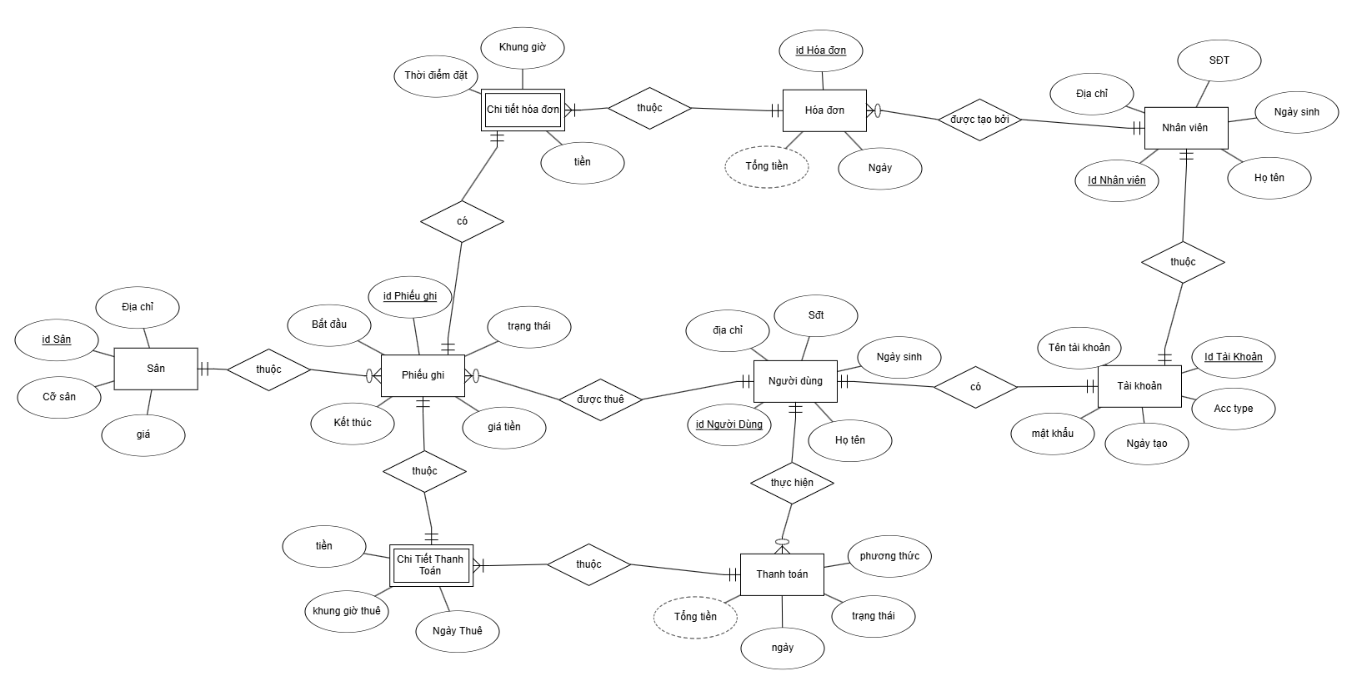 Khung giờ
Thời điểm đặt
Chi tiết hóa đơn
tiền
thuộc
id Hóa đơn
Hóa đơn
Tổng tiền
Ngày
được tạo bởi
SĐT
Địa chỉ
Nhân viên
Ngày sinh
Id Nhân viên
Họ tên
có
thuộc
id Phiếu ghi
Bắt đầu
trạng thái
Phiếu ghi
Kết thúc
giá tiền
Địa chỉ
id Sân
Sân
Cỡ sân
giá
thuộc
được thuê
địa chỉ
Sđt
Ngày sinh
Người dùng
id Người Dùng
Họ tên
có
Tên tài khoản
Id Tài Khoản
Tài khoản
Acc type
mật khẩu
Ngáy tạo
thuộc
thực hiện
tiền
Chi Tiết Thanh
Toán
khung giờ thuê
Ngày Thuê
thuộc
Thanh toán
phương thức
Tổng tiền
trạng thái
ngày